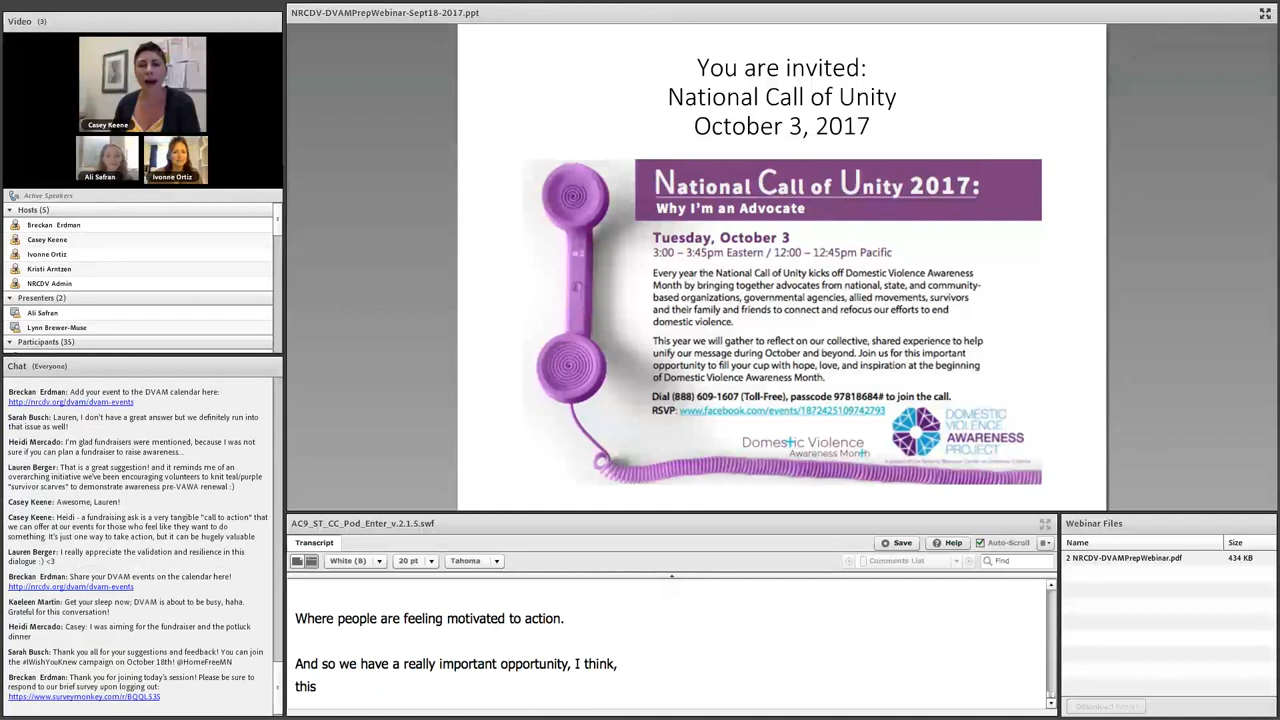 NRCDV-DVAMPrepWebinar-Sept18-2017.ppt
Video (3)
Casey Keene
Ali Safran
Ivonne Ortiz
Active Speakers
Hosts (5)
Breckan Erdman
Casey Keene
Ivonne Ortiz
Kristi Arntzen
NRCDV Admin
Presenters (2)
Ali Safran
Lynn Brewer-Muse
Participants (35)
Chat (Everyone)
Breckan Erdman: Add your event to the DVAM calendar here:
http://nrcdv.org/dvam/dvam-events
Sarah Busch: Lauren, I don't have a great answer but we definitely run into
that issue as well!
Heidi Mercado: I'm glad fundraisers were mentioned, because I was not
sure if you can plan a fundraiser to raise awareness...
Lauren Berger: That is a great suggestion! and it reminds me of an
overarching initiative we've been encouraging volunteers to knit teal/purple
"survivor scarves" to demonstrate awareness pre-VAWA renewal :)
Casey Keene: Awesome, Lauren!
Casey Keene: Heidi - a fundraising ask is a very tangible "call to action" that
we can offer at our events for those who feel like they want to do
something. It's just one way to take action, but it can be hugely valuable
Lauren Berger: I really appreciate the validation and resilience in this
dialogue :) <3
Breckan Erdman: Share your DVAM events on the calendar here!
http://nrcdv.org/dvam/dvam-events
Kaeleen Martin: Get your sleep now; DVAM is about to be busy, haha.
Grateful for this conversation!
Heidi Mercado: Casey: I was aiming for the fundraiser and the potluck
dinner
Sarah Busch: Thank you all for your suggestions and feedback! You can join
the #IWishYouKnew campaign on October 18th! @HomeFreeMN
Breckan Erdman: Thank you for joining today's session! Please be sure to
respond to our brief survey upon logging out:
https://www.surveymonkey.com/r/BQQL53S
You are invited:
National Call of Unity
October 3, 2017
National Call of Unity 2017:
Why I'm an Advocate
Tuesday, October 3
3:00 – 3:45pm Eastern / 12:00 – 12:45pm Pacific
Every year the National Call of Unity kicks off Domestic Violence Awareness
Month by bringing together advocates from national, state, and community-
based organizations, governmental agencies, allied movements, survivors
and their family and friends to connect and refocus our efforts to end
domestic violence.
This year we will gather to reflect on our collective, shared experience to help
unify our message during October and beyond. Join us for this important
opportunity to fill your cup with hope, love, and inspiration at the beginning
of Domestic Violence Awareness Month.
Dial (888) 609-1607 (Toll-Free), passcode 97818684# to join the call.
RSVP: www.facebook.com/events/1872425109742793
Domestic Violence
Awareness Month
DOMESTIC
VIOLENCE
AWARENESS
PROJECT
AC9_ST_CC_Pod_Enter_v.2.1.5.swf
Transcript
Save
Help
Auto-Scroll
White (B)
20 pt
Tahoma
Comments List
Find
Where people are feeling motivated to action.
And so we have a really important opportunity, I think,
this
Webinar Files
Name
Size
2 NRCDV-DVAMPrepWebinar.pdf
434 KB